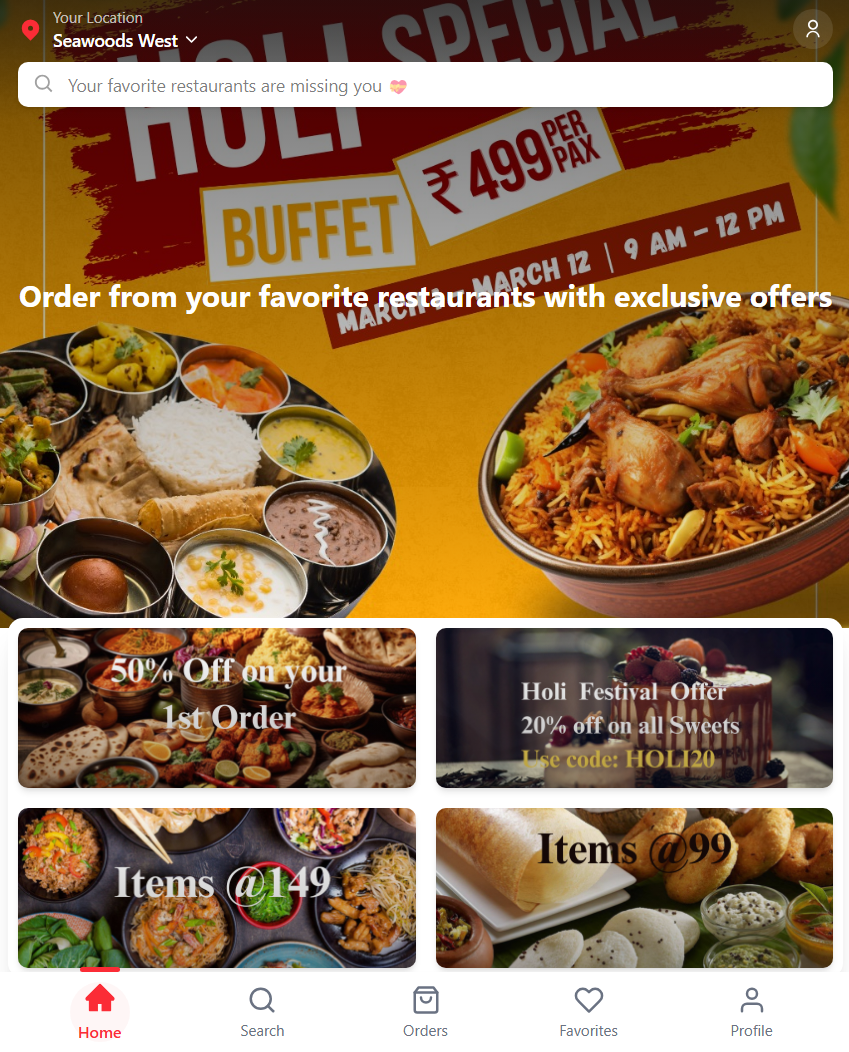 Your Location
Seawoods West
Your favorite restaurants are missing you 💝
HOLI SPECIAL
BUFFET
₹ 499 PER
PAX
MARCH - MARCH 12 | 9 AM – 12 PM
Order from your favorite restaurants with exclusive offers
50% Off on your
1st Order
Holi Festival Offer
20% off on all Sweets
Use code: HOLI20
Items @149
Items @99
Home
Search
Orders
Favorites
Profile